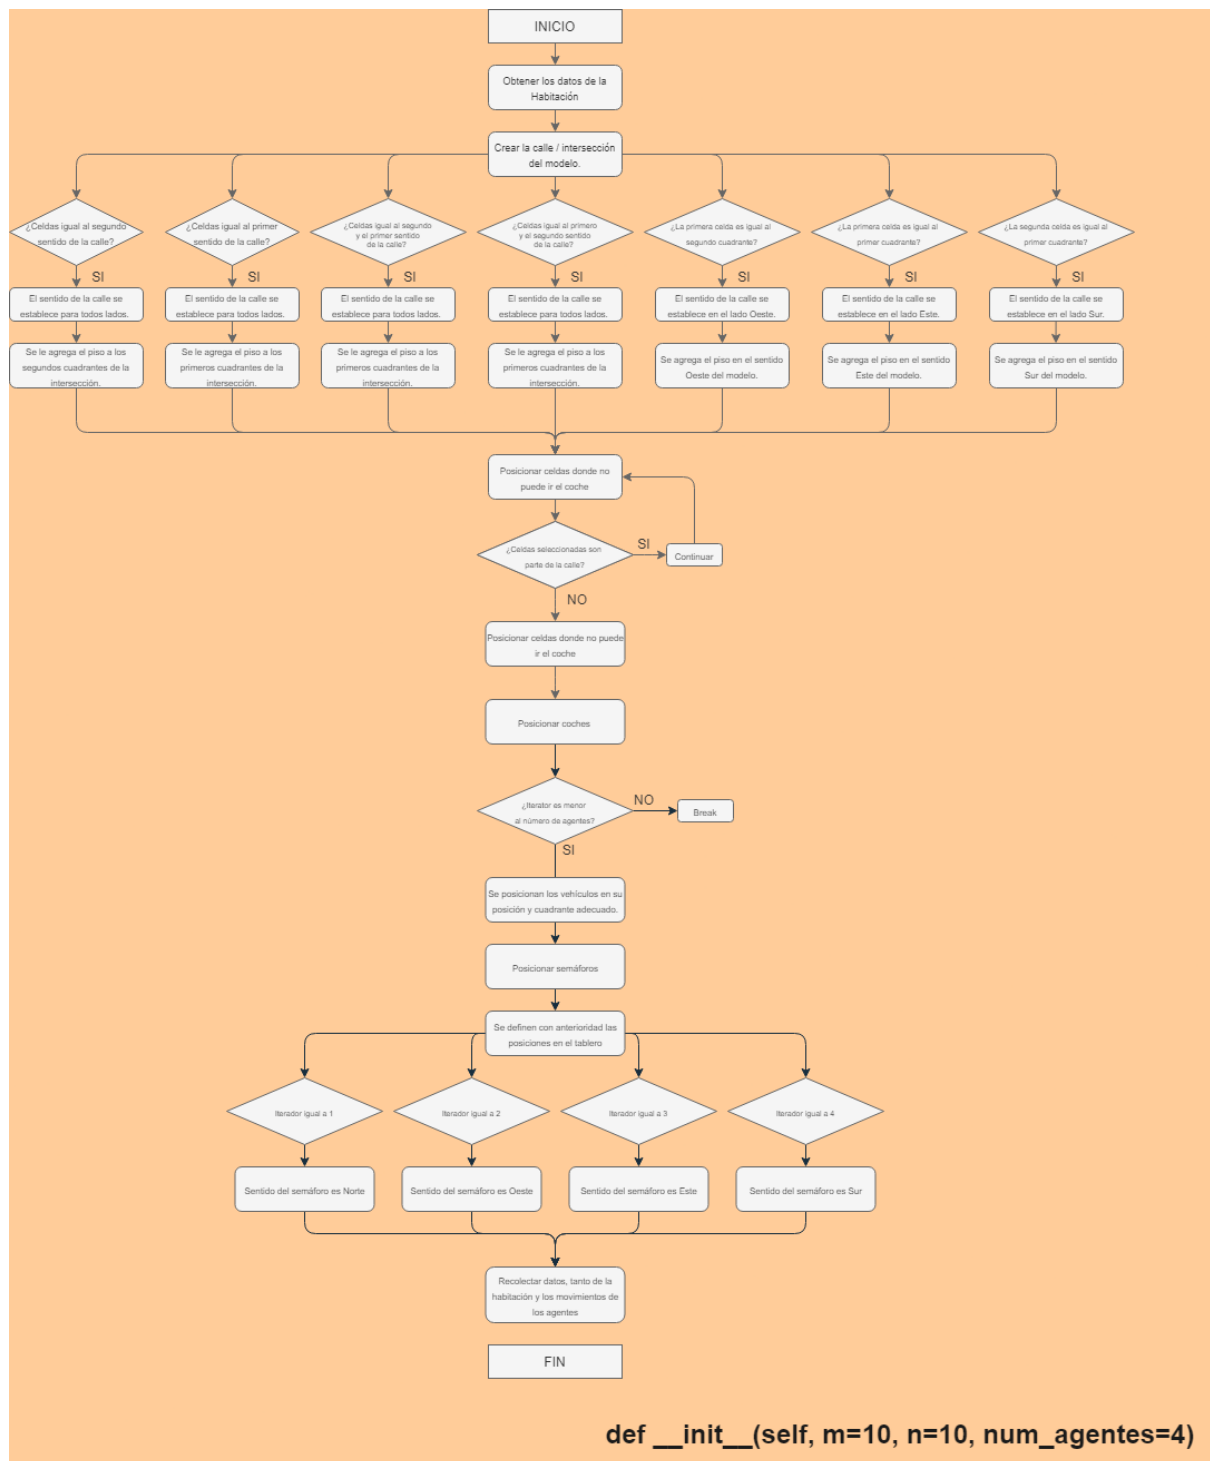 INICIO
Obtener los datos de la
Habitación
Crear la calle / intersección
del modelo.
¿Celdas igual al segundo
sentido de la calle?
¿Celdas igual al primer
sentido de la calle?
¿Celdas igual al segundo
y el primer sentido
de la calle?
¿Celdas igual al primero
y el segundo sentido
de la calle?
¿La primera celda es igual al
segundo cuadrante?
¿La primera celda es igual al
primer cuadrante?
¿La segunda celda es igual al
primer cuadrante?
SI
SI
SI
SI
SI
SI
SI
El sentido de la calle se
establece para todos lados.
El sentido de la calle se
establece para todos lados.
El sentido de la calle se
establece para todos lados.
El sentido de la calle se
establece para todos lados.
El sentido de la calle se
establece en el lado Oeste.
El sentido de la calle se
establece en el lado Este.
El sentido de la calle se
establece en el lado Sur.
Se le agrega el piso a los
segundos cuadrantes de la
intersección.
Se le agrega el piso a los
primeros cuadrantes de la
intersección.
Se le agrega el piso a los
primeros cuadrantes de la
intersección.
Se le agrega el piso a los
primeros cuadrantes de la
intersección.
Se agrega el piso en el sentido
Oeste del modelo.
Se agrega el piso en el sentido
Este del modelo.
Se agrega el piso en el sentido
Sur del modelo.
Posicionar celdas donde no
puede ir el coche
¿Celdas seleccionadas son
parte de la calle?
SI
Continuar
NO
Posicionar celdas donde no puede
ir el coche
Posicionar coches
¿Iterator es menor
al número de agentes?
NO
Break
SI
Se posicionan los vehículos en su
posición y cuadrante adecuado.
Posicionar semáforos
Se definen con anterioridad las
posiciones en el tablero
Iterador igual a 1
Iterador igual a 2
Iterador igual a 3
Iterador igual a 4
Sentido del semáforo es Norte
Sentido del semáforo es Oeste
Sentido del semáforo es Este
Sentido del semáforo es Sur
Recolectar datos, tanto de la
habitación y los movimientos de
los agentes
FIN
def __init__(self, m=10, n=10, num_agentes=4)